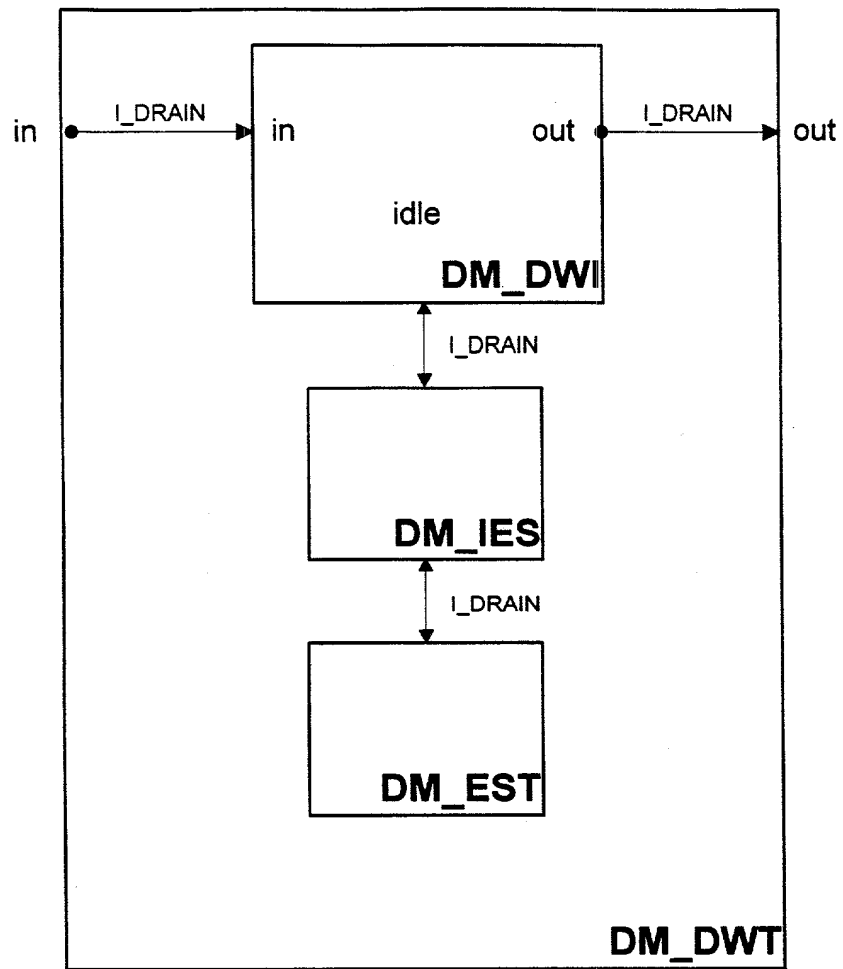 in I_DRAIN in out I_DRAIN out
idle
DM_DWI
I_DRAIN
DM_IES
I_DRAIN
DM_EST
DM_DWT